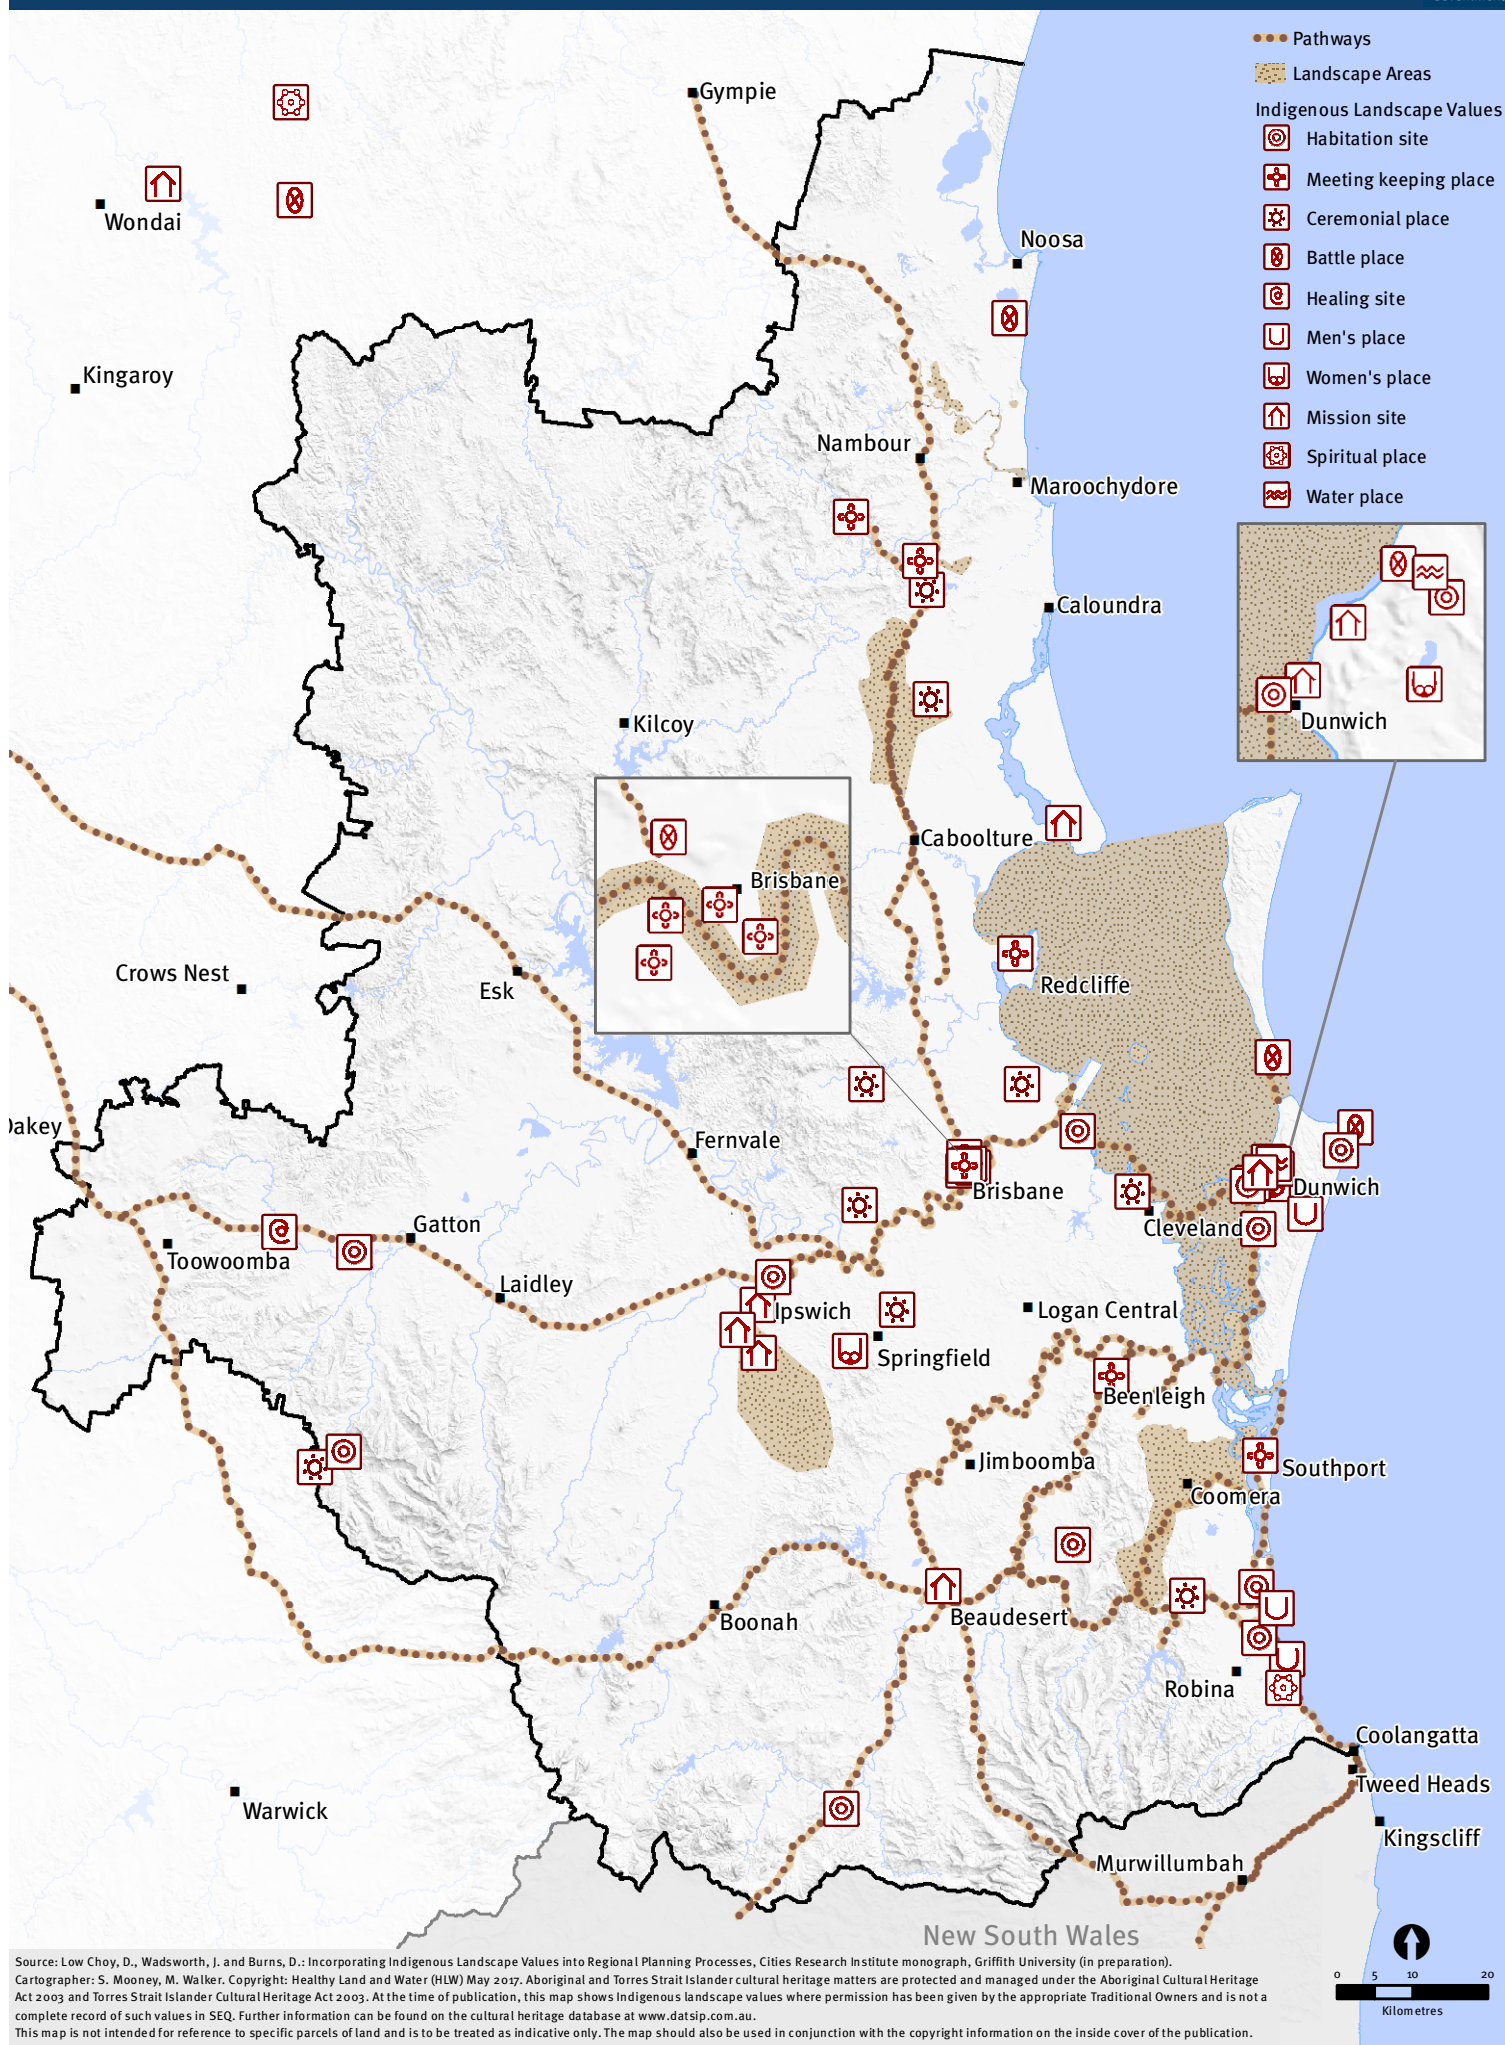 Pathways
Landscape Areas
Indigenous Landscape Values
Habitation site
Meeting keeping place
Ceremonial place
Battle place
Healing site
Men's place
Women's place
Mission site
Spiritual place
Water place
Gympie
Wondai
Noosa
Kingaroy
Nambour
Maroochydore
Caloundra
Kilcoy
Dunwich
Caboolture
Brisbane
Crows Nest
Esk
Redcliffe
Oakey
Fernvale
Brisbane
Dunwich
Cleveland
Gatton
Toowoomba
Laidley
Ipswich
Logan Central
Springfield
Beenleigh
Jimboomba
Southport
Coomera
Boonah
Beaudesert
Robina
Coolangatta
Tweed Heads
Warwick
Kingscliff
Murwillumbah
New South Wales
0 5 10 20
Kilometres
Source: Low Choy, D., Wadsworth, J. and Burns, D.: Incorporating Indigenous Landscape Values into Regional Planning Processes, Cities Research Institute monograph, Griffith University (in preparation).
Cartographer: S. Mooney, M. Walker. Copyright: Healthy Land and Water (HLW) May 2017. Aboriginal and Torres Strait Islander cultural heritage matters are protected and managed under the Aboriginal Cultural Heritage
Act 2003 and Torres Strait Islander Cultural Heritage Act 2003. At the time of publication, this map shows Indigenous landscape values where permission has been given by the appropriate Traditional Owners and is not a
complete record of such values in SEQ. Further information can be found on the cultural heritage database at www.datsip.com.au.
This map is not intended for reference to specific parcels of land and is to be treated as indicative only. The map should also be used in conjunction with the copyright information on the inside cover of the publication.